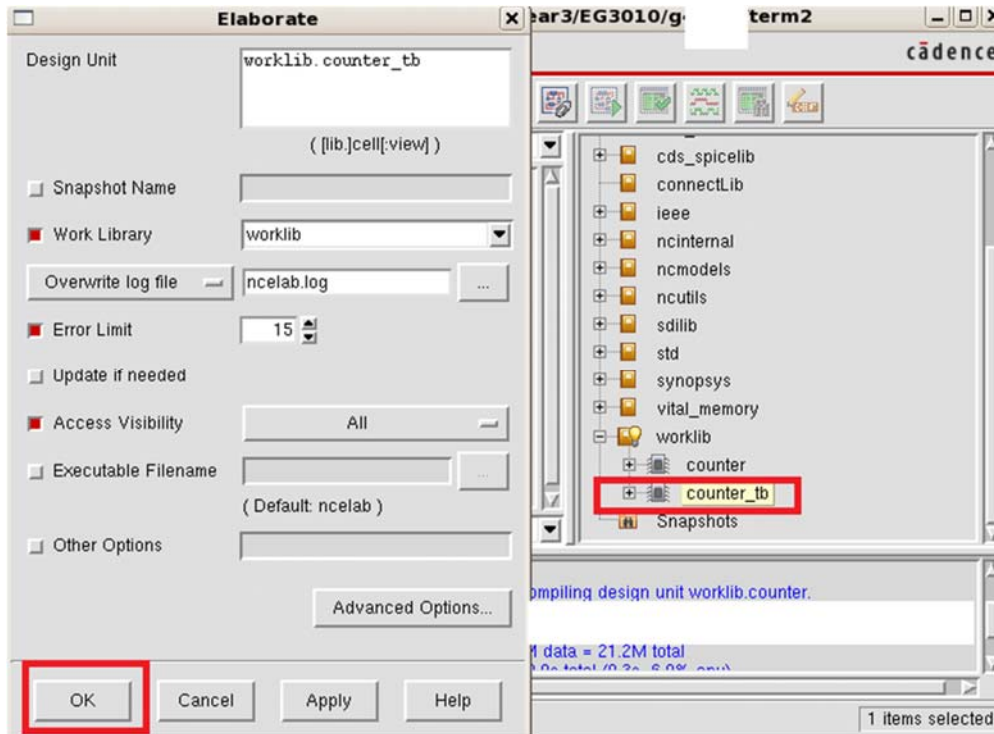 Elaborate
Design Unit
worklib.counter_tb
( [lib.]cell[:view] )
Snapshot Name
Work Library
worklib
Overwrite log file
ncelab.log
...
Error Limit
15
Update if needed
Access Visibility
All
Executable Filename
...
( Default: ncelab )
Other Options
Advanced Options...
OK
Cancel
Apply
Help
ear3/EG3010/g
term2
cādence
cds_spicelib
connectLib
ieee
ncinternal
ncmodels
ncutils
sdilib
std
synopsys
vital_memory
worklib
counter
counter_tb
Snapshots
ompiling design unit worklib.counter.
M data = 21.2M total
1 items selected